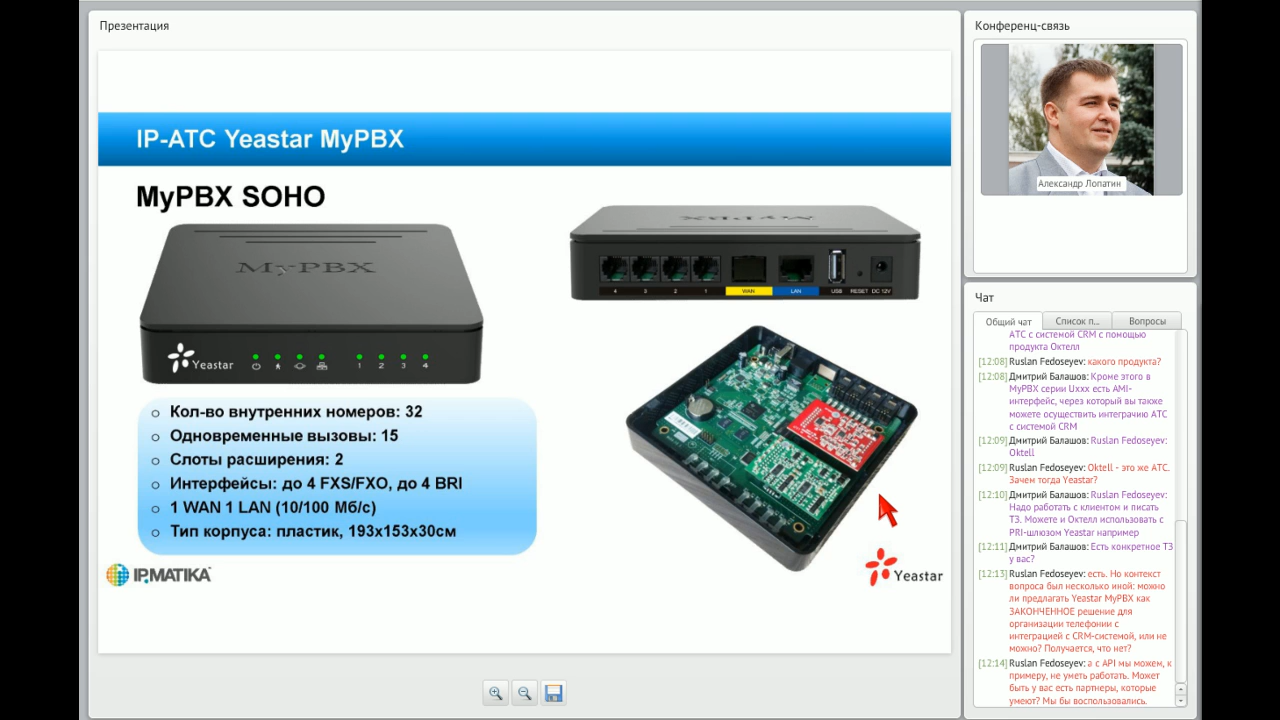 Презентация
IP-АТС Yeastar MyPBX
MyPBX SOHO
MyPBX
Yeastar
1 2 3 4
MyPBX
4 3 2 1 WAN LAN USB RESET DC 12V
Кол-во внутренних номеров: 32
Одновременные вызовы: 15
Слоты расширения: 2
Интерфейсы: до 4 FXS/FXO, до 4 BRI
1 WAN 1 LAN (10/100 Мб/с)
Тип корпуса: пластик, 193х153х30см
IPMATIKA
Yeastar
Конференц-связь
Александр Лопатин
Чат
Общий чат
Список п...
Вопросы
АТС с системой CRM с помощью
продукта Октелл
[12:08] Ruslan Fedoseyev: какого продукта?
[12:08] Дмитрий Балашов: Кроме этого в
MyPBX серии Uxxx есть AMI-
интерфейс, через который вы также
можете осуществить интеграчию АТС
с системой CRM
[12:09] Дмитрий Балашов: Ruslan Fedoseyev:
Oktell
[12:09] Ruslan Fedoseyev: Oktell - это же АТС.
Зачем тогда Yeastar?
[12:10] Дмитрий Балашов: Ruslan Fedoseyev:
Надо работать с клиентом и писать
ТЗ. Можете и Октелл использовать с
PRI-шлюзом Yeastar например
[12:11] Дмитрий Балашов: Есть конкретное ТЗ
у вас?
[12:13] Ruslan Fedoseyev: есть. Но контекст
вопроса был несколько иной: можно
ли предлагать Yeastar MyPBX как
ЗАКОНЧЕННОЕ решение для
организации телефонии с
интеграцией с CRM-системой, или не
можно? Получается, что нет?
[12:14] Ruslan Fedoseyev: а с API мы можем, к
примеру, не уметь работать. Может
быть у вас есть партнеры, которые
умеют? Мы бы воспользовались.